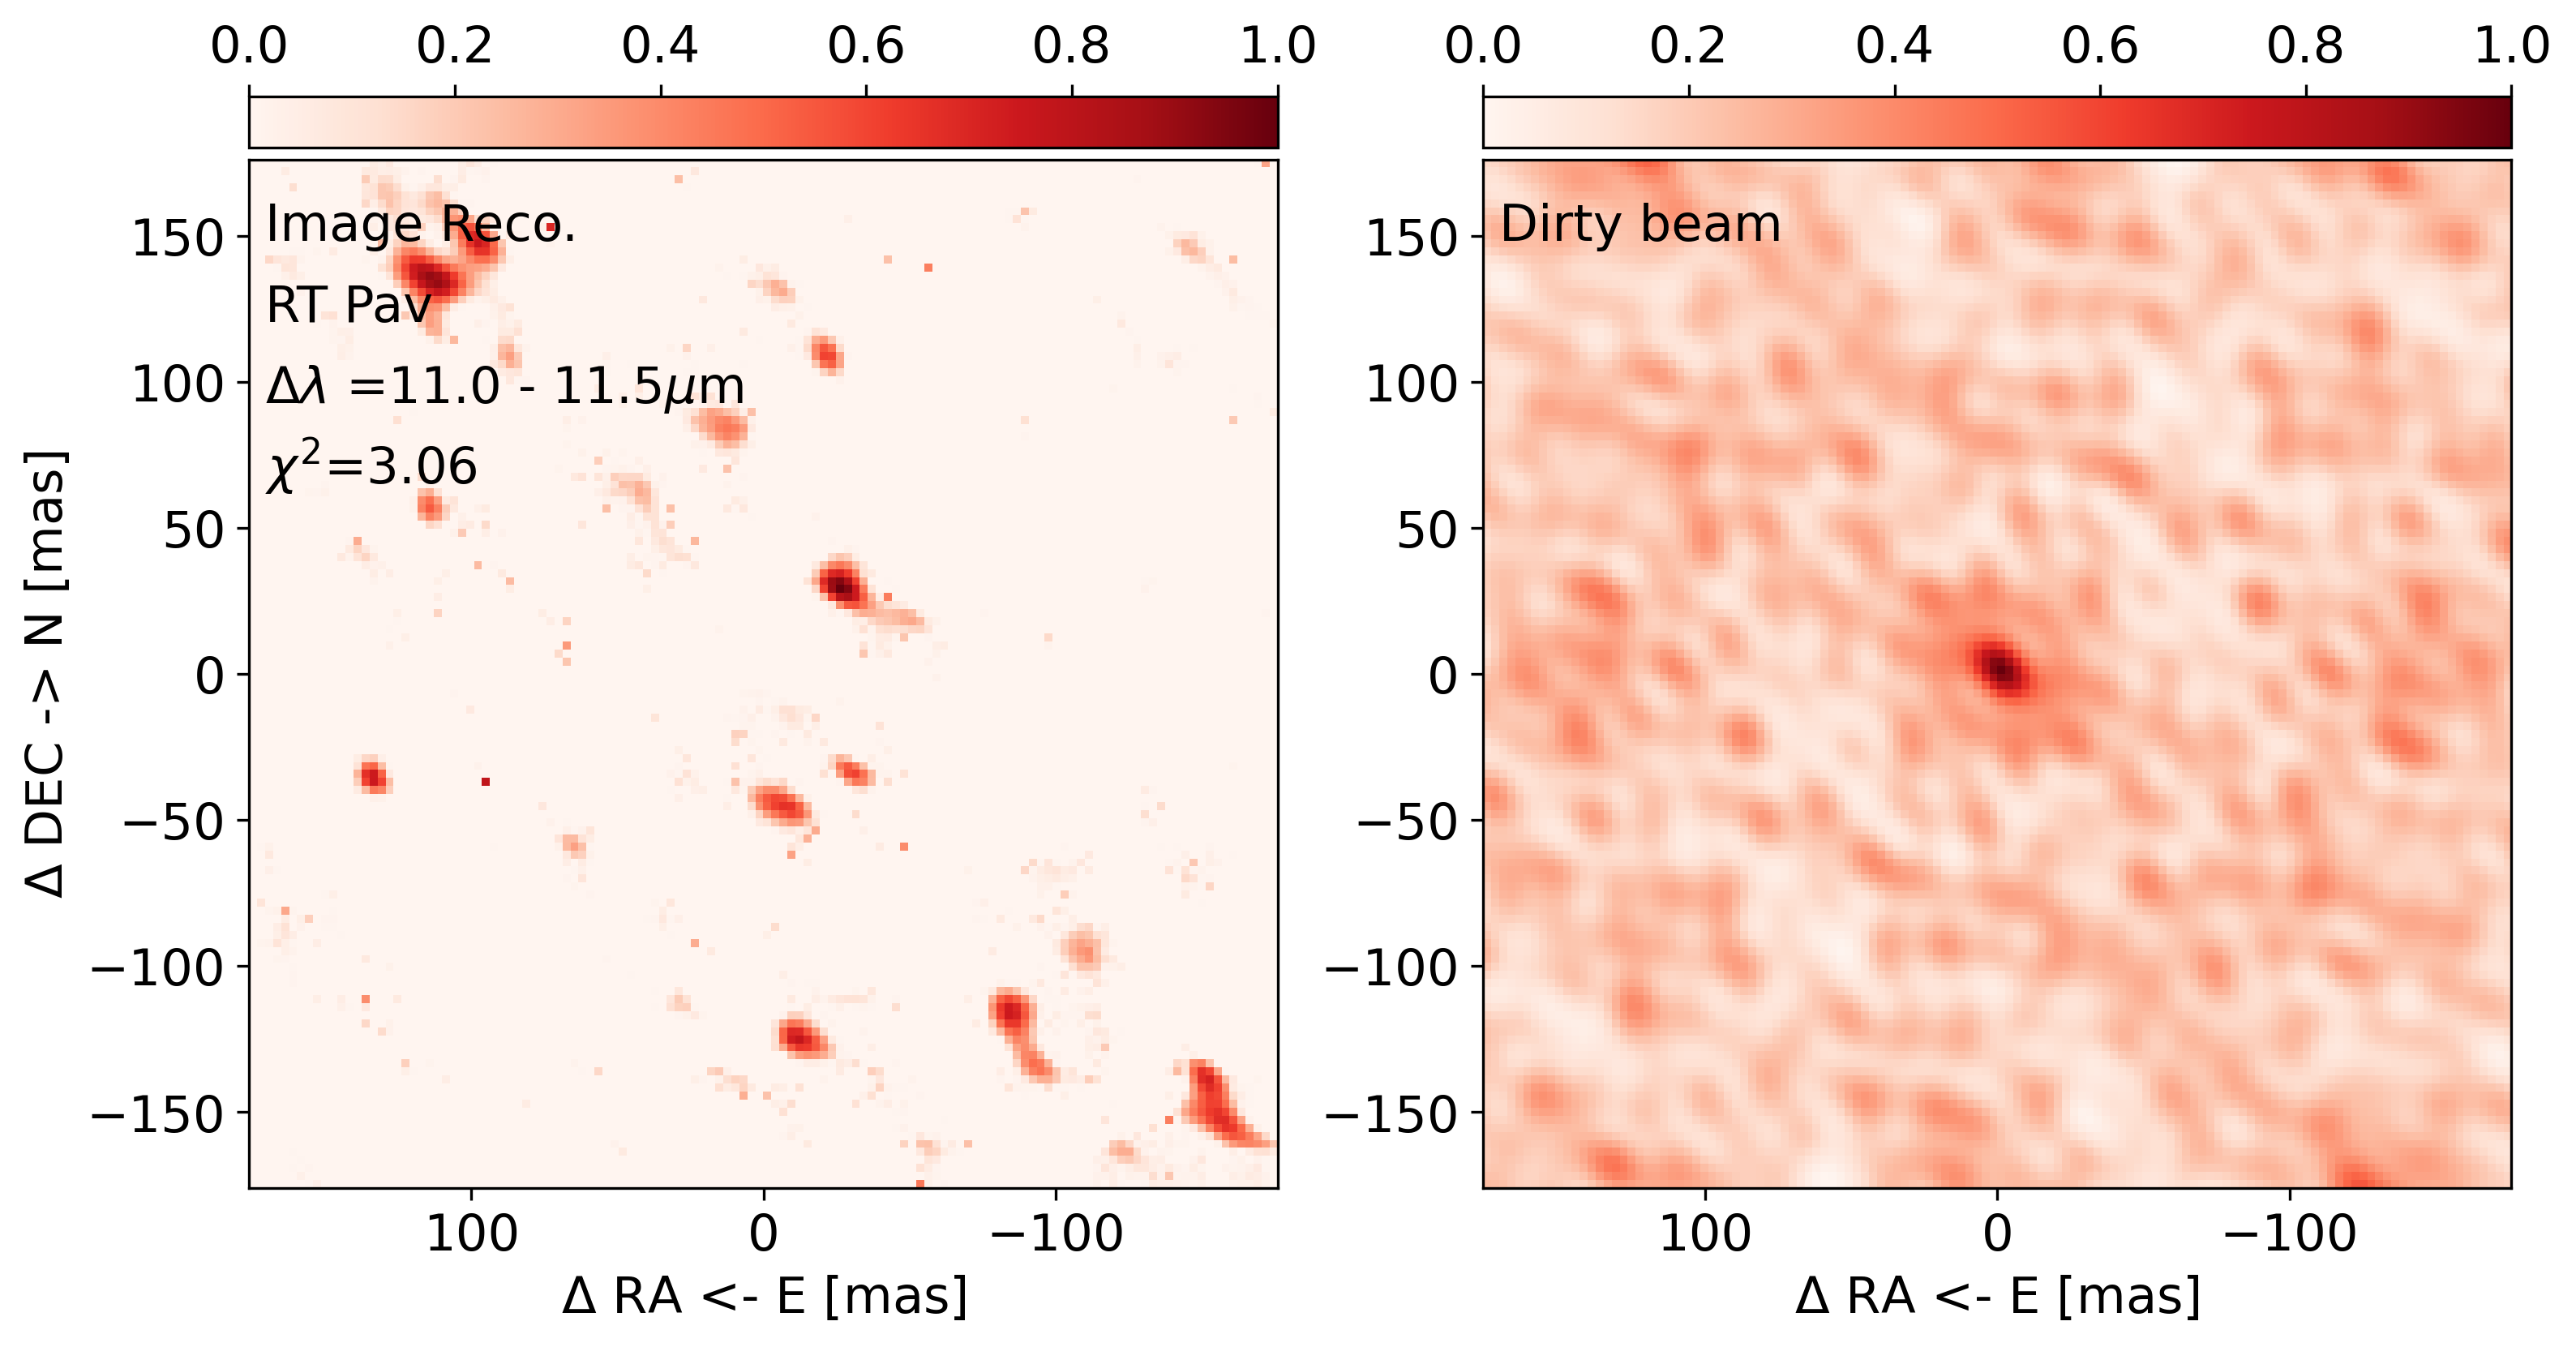 0.0 0.2 0.4 0.6 0.8 1.0
0.0 0.2 0.4 0.6 0.8 1.0
Image Reco.
RT Pav
Δλ =11.0 - 11.5μm
χ²=3.06
Dirty beam
150
100
50
0
−50
−100
−150
150
100
50
0
−50
−100
−150
Δ DEC -> N [mas]
100 0 −100
100 0 −100
Δ RA <- E [mas]
Δ RA <- E [mas]